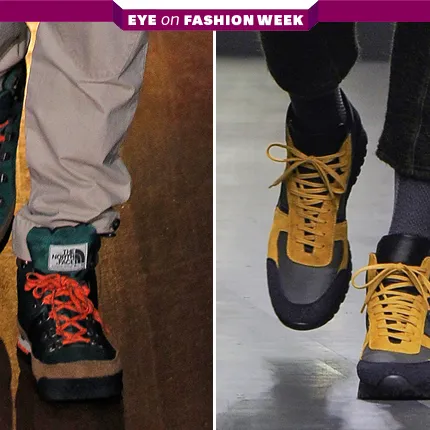 EYE on FASHION WEEK
THE
NORTH
FACE